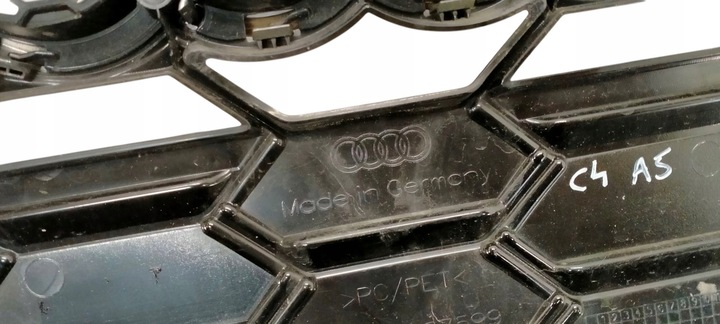 Made in Germany
C4 A5
>PC/PET<